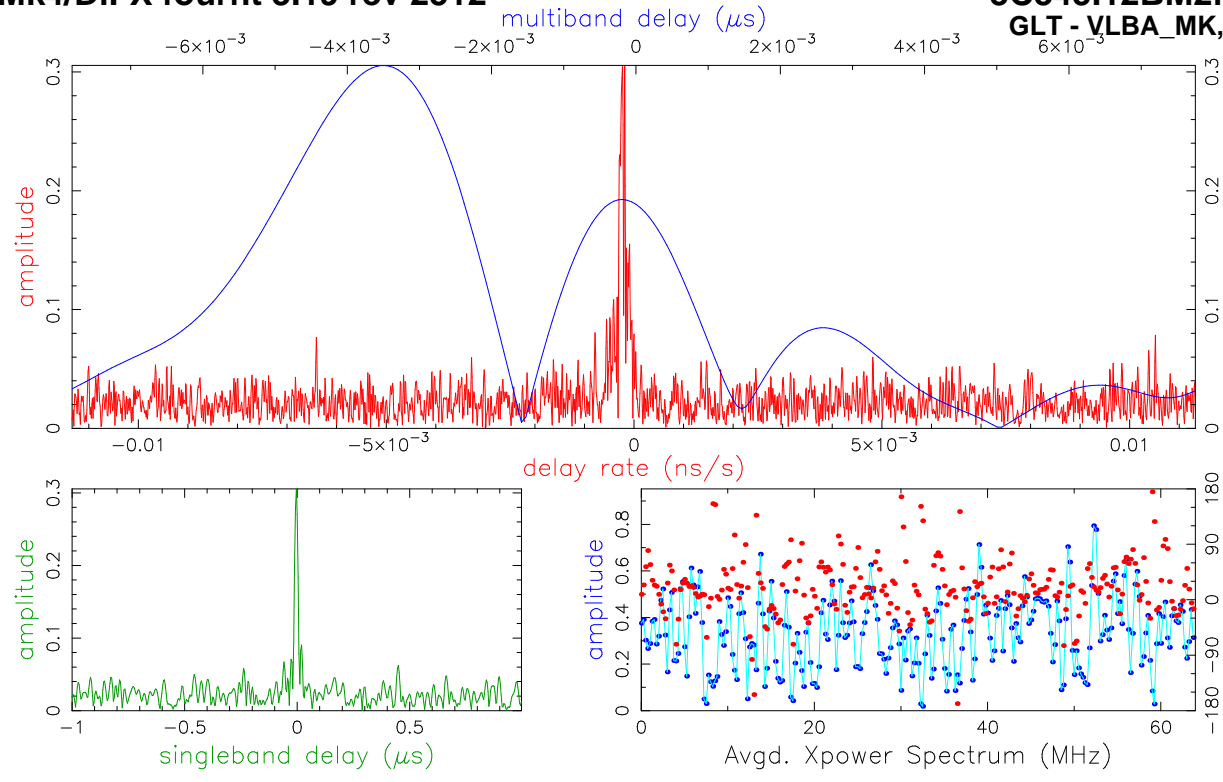 multiband delay (μs)
GLT - VLBA_MK,
−6×10⁻³ −4×10⁻³ −2×10⁻³ 0 2×10⁻³ 4×10⁻³ 6×10⁻³
amplitude
0.3 0.3
0.2 0.2
0.1 0.1
0 0
−0.01 −5×10⁻³ 0 5×10⁻³ 0.01
delay rate (ns/s)
amplitude
0.3
0.2
0.1
0
−1 −0.5 0 0.5
singleband delay (μs)
amplitude
0.8 180
0.6 90
0.4 0
0.2 −90
0 −180
0 20 40 60
Avgd. Xpower Spectrum (MHz)